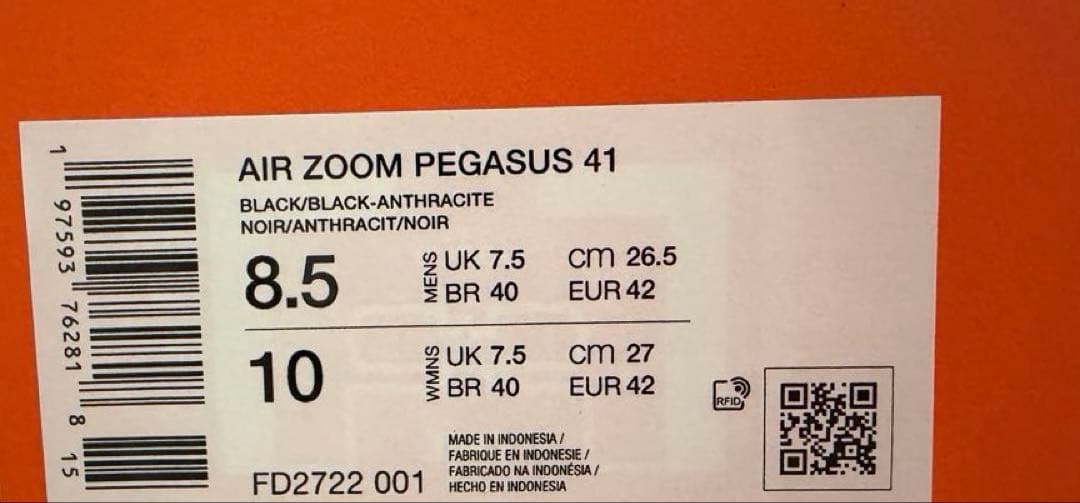 AIR ZOOM PEGASUS 41
BLACK/BLACK-ANTHRACITE
NOIR/ANTHRACIT/NOIR
8.5 MENS UK 7.5 cm 26.5
BR 40 EUR 42
10 WMNS UK 7.5 cm 27
BR 40 EUR 42
RFID
MADE IN INDONESIA /
FABRIQUE EN INDONESIE /
FABRICADO NA INDONÉSIA /
HECHO EN INDONESIA
FD2722 001
1 97593 76281 8 15